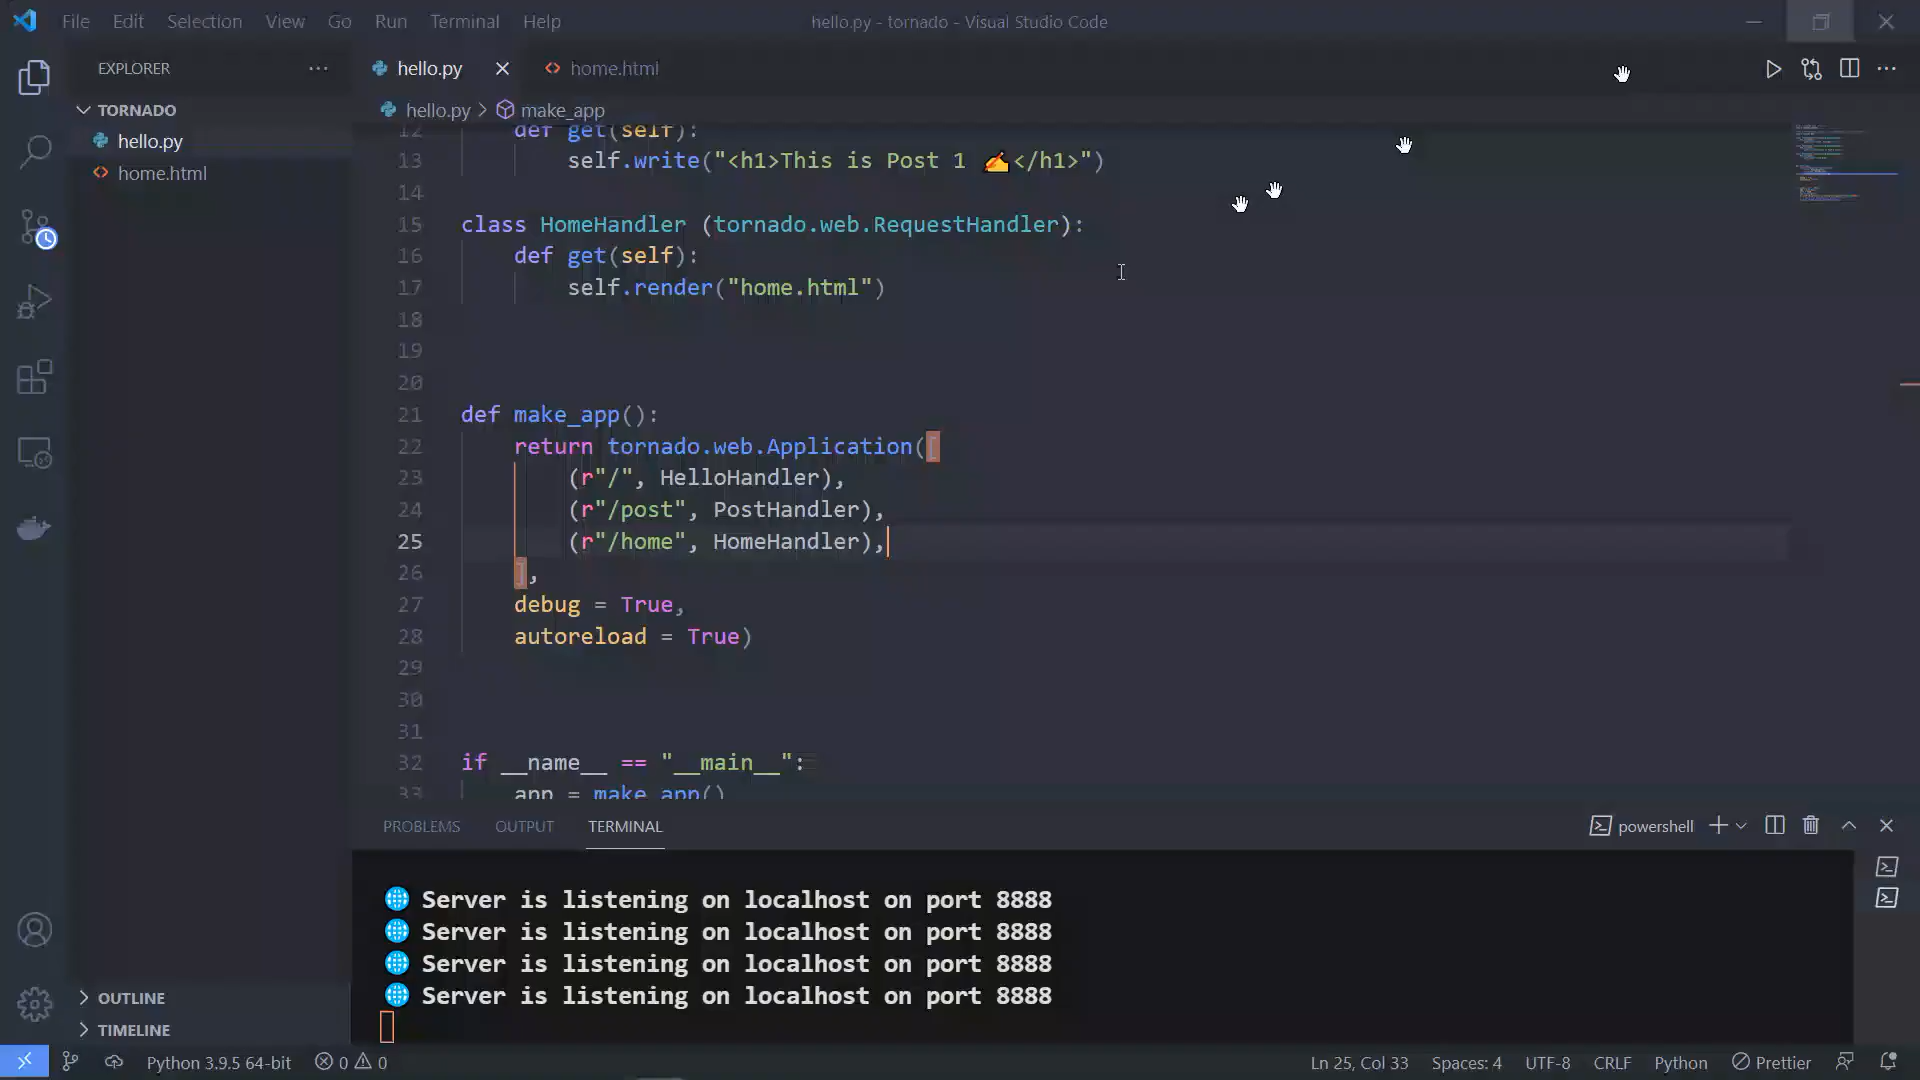 File Edit Selection View Go Run Terminal Help
hello.py - tornado - Visual Studio Code
EXPLORER
hello.py
home.html
TORNADO
hello.py
home.html
hello.py > make_app
12 def get(self):
13 self.write("<h1>This is Post 1 ✍️</h1>")
14
15 class HomeHandler (tornado.web.RequestHandler):
16 def get(self):
17 self.render("home.html")
18
19
20
21 def make_app():
22 return tornado.web.Application([
23 (r"/", HelloHandler),
24 (r"/post", PostHandler),
25 (r"/home", HomeHandler),
26 ],
27 debug = True,
28 autoreload = True)
29
30
31
32 if __name__ == "__main__":
33 app = make_app()
PROBLEMS OUTPUT TERMINAL
powershell
🌐 Server is listening on localhost on port 8888
🌐 Server is listening on localhost on port 8888
🌐 Server is listening on localhost on port 8888
🌐 Server is listening on localhost on port 8888
OUTLINE
TIMELINE
Python 3.9.5 64-bit 0 0
Ln 25, Col 33 Spaces: 4 UTF-8 CRLF Python Prettier